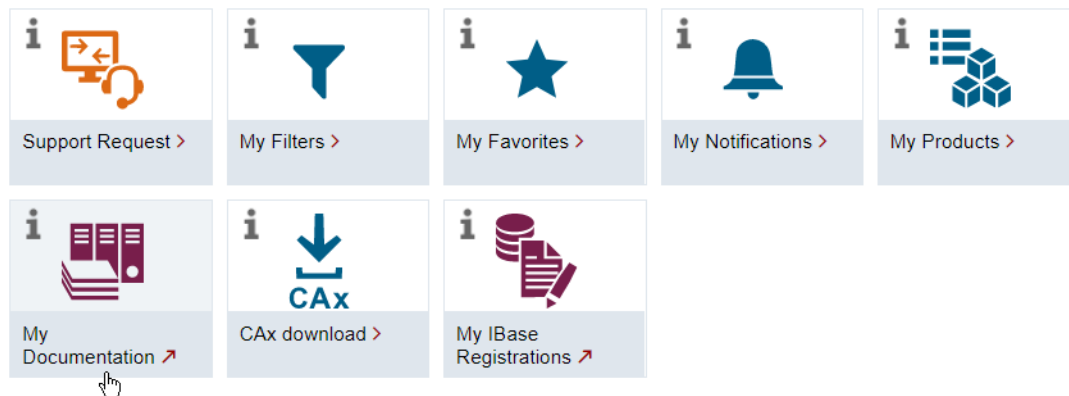 Support Request >
My Filters >
My Favorites >
My Notifications >
My Products >
My
Documentation ↗
CAx
CAx download >
My IBase
Registrations ↗